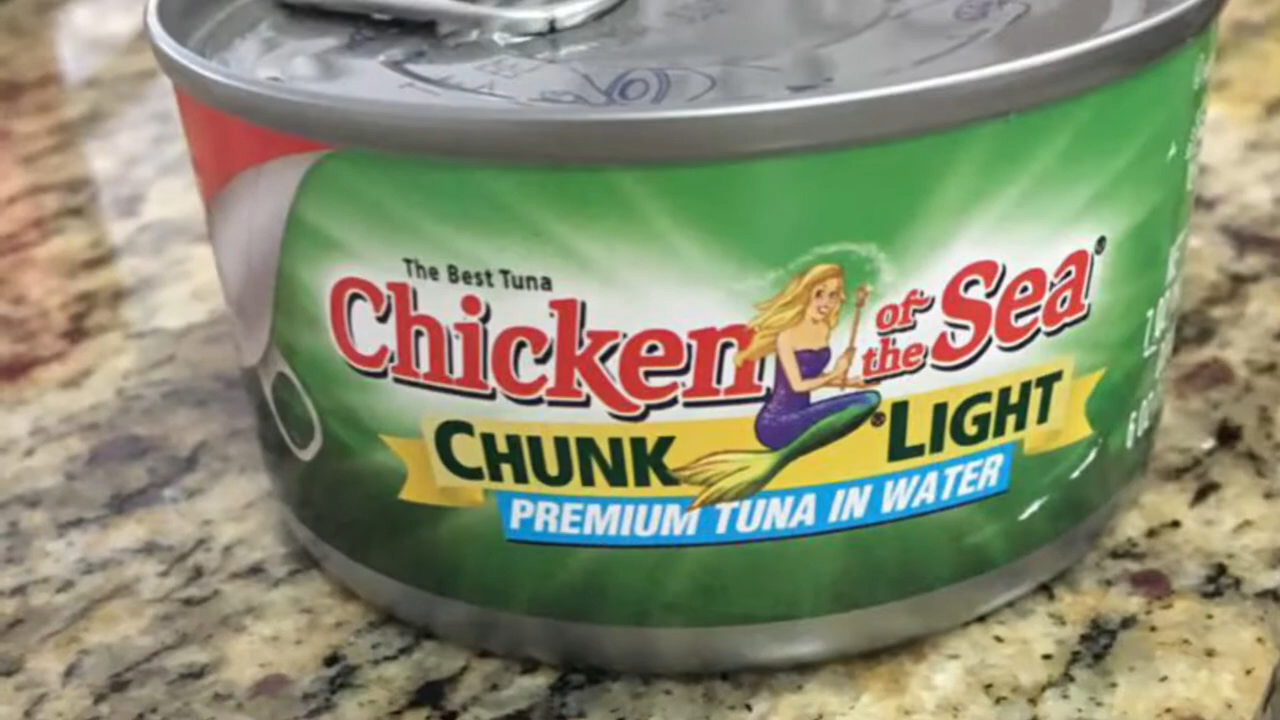 The Best Tuna
Chicken of the Sea®
CHUNK ®LIGHT
PREMIUM TUNA IN WATER